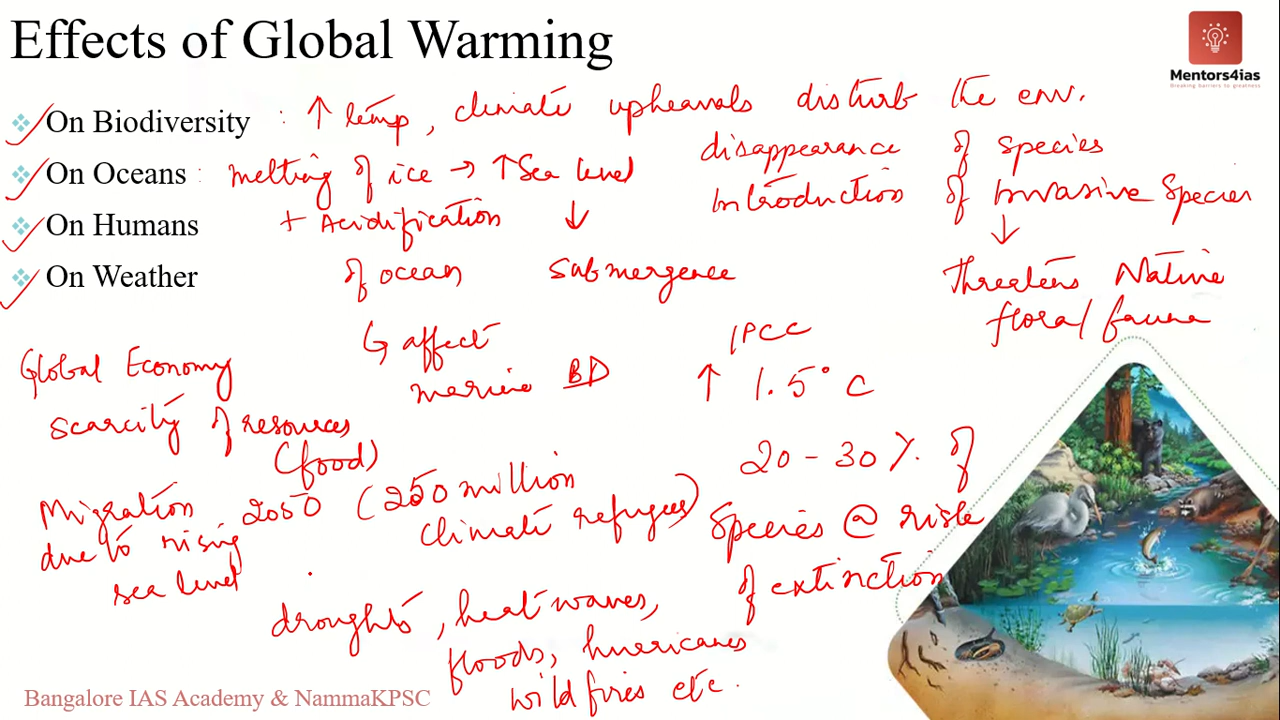 Effects of Global Warming
Mentors4ias
Breaking barriers to greatness
On Biodiversity : ↑ temp, climate upheavals disturb the env.
disappearance of species
Introduction of Invasive Species
↓
threatens Native
flora/fauna
On Oceans : melting of ice → ↑ Sea level
+ Acidification ↓
of ocean submergence
↳ affect
marine BD
On Humans
On Weather
IPCC
↑ 1.5° C
20-30% of
Species @ risk
of extinction
Global Economy
scarcity of resources
(food)
Migration 2050 (250 million
climate refugees)
due to rising
sea level
droughts, heat waves,
floods, hurricanes
wild fires etc.
Bangalore IAS Academy & NammaKPSC